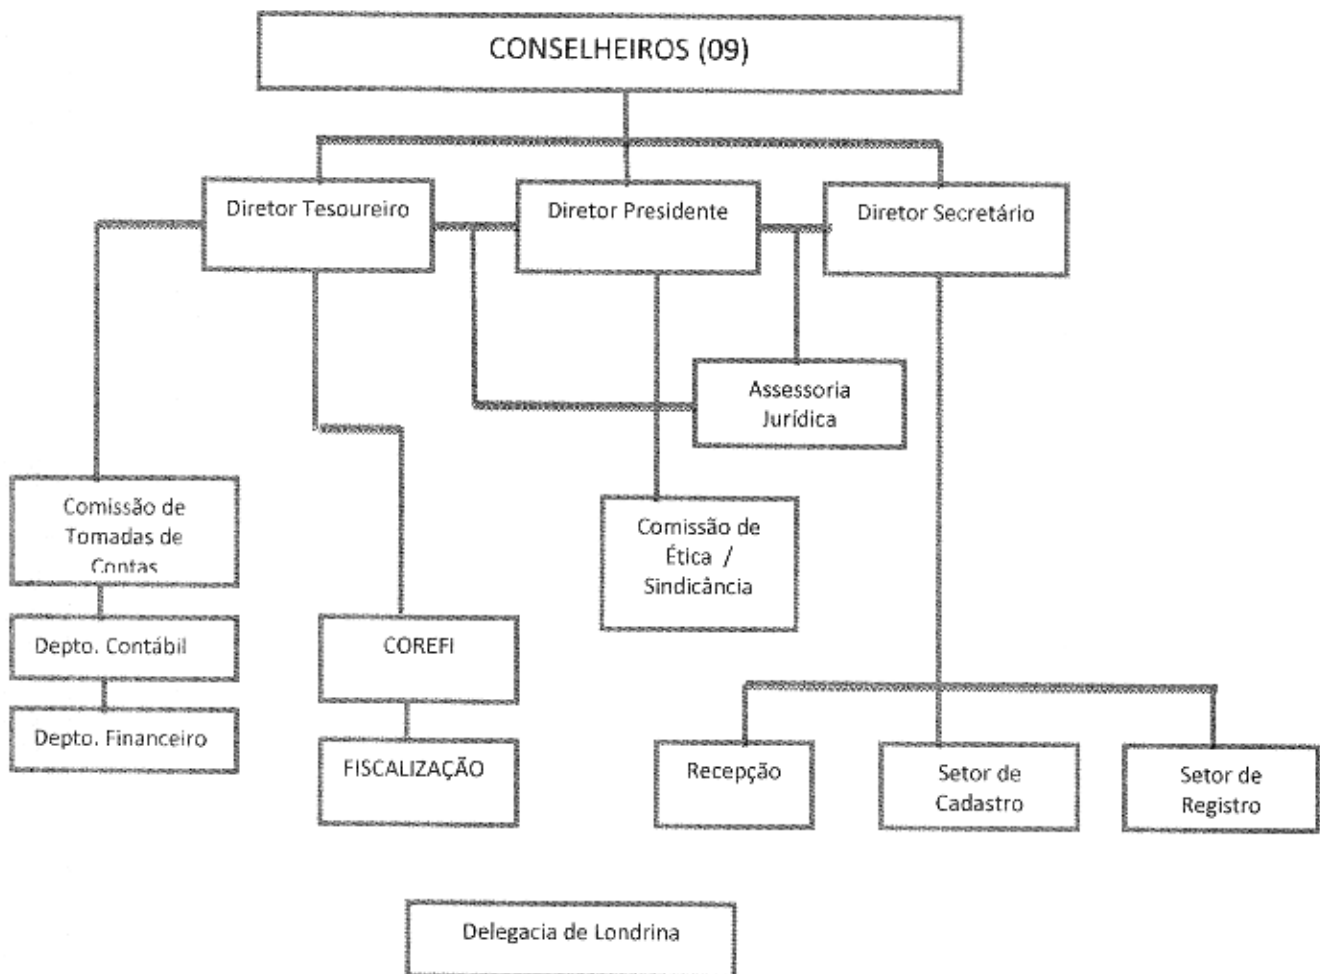 CONSELHEIROS (09)
Diretor Tesoureiro
Diretor Presidente
Diretor Secretário
Assessoria
Jurídica
Comissão de
Tomadas de
Contas
Comissão de
Ética /
Sindicância
Depto. Contábil
COREFI
Depto. Financeiro
FISCALIZAÇÃO
Recepção
Setor de
Cadastro
Setor de
Registro
Delegacia de Londrina